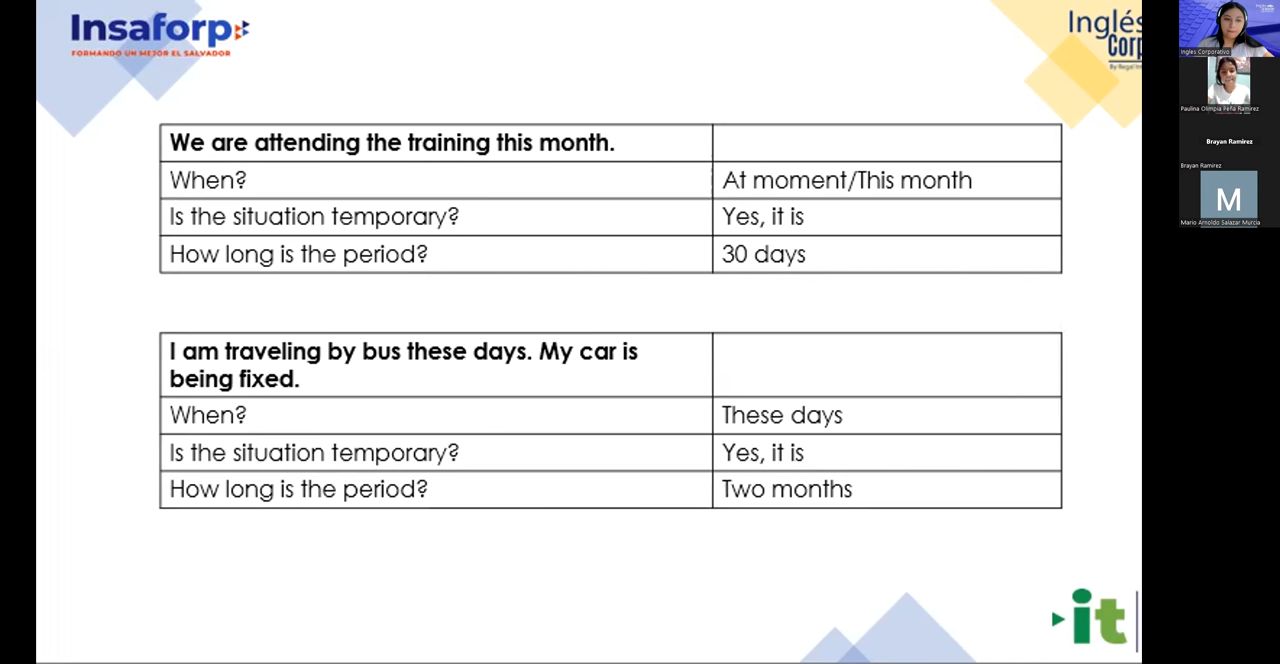 Insaforp
FORMANDO UN MEJOR EL SALVADOR
Inglés
Corp
We are attending the training this month.
When? At moment/This month
Is the situation temporary? Yes, it is
How long is the period? 30 days
I am traveling by bus these days. My car is
being fixed.
When? These days
Is the situation temporary? Yes, it is
How long is the period? Two months
it
Ingles Corporativo
Paulina Olimpia Peña Ramirez
Brayan Ramirez
Brayan Ramirez
M
Mario Arnoldo Salazar Murcia